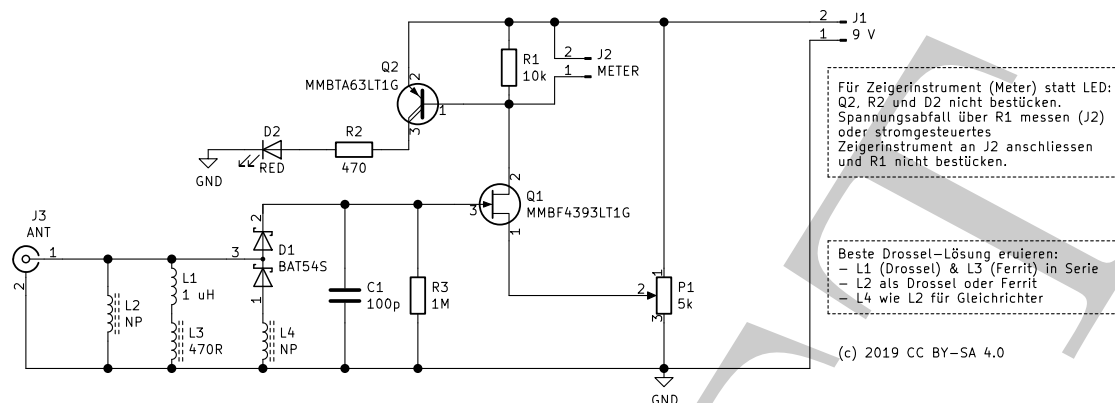 2
J1
1
9 V
Q2
MMBTA63LT1G
2
1
3
R1
10k
2
J2
1
METER
Für Zeigerinstrument (Meter) statt LED:
Q2, R2 und D2 nicht bestücken.
Spannungsabfall über R1 messen (J2)
oder stromgesteuertes
Zeigerinstrument an J2 anschliessen
und R1 nicht bestücken.
D2
RED
R2
470
GND
2
Q1
3
MMBF4393LT1G
1
J3
ANT
1
2
2
3
D1
BAT54S
1
L1
1 uH
L2
NP
L3
470R
L4
NP
C1
100p
R3
1M
1
2
P1
5k
3
GND
Beste Drossel-Lösung eruieren:
- L1 (Drossel) & L3 (Ferrit) in Serie
- L2 als Drossel oder Ferrit
- L4 wie L2 für Gleichrichter
(c) 2019 CC BY-SA 4.0